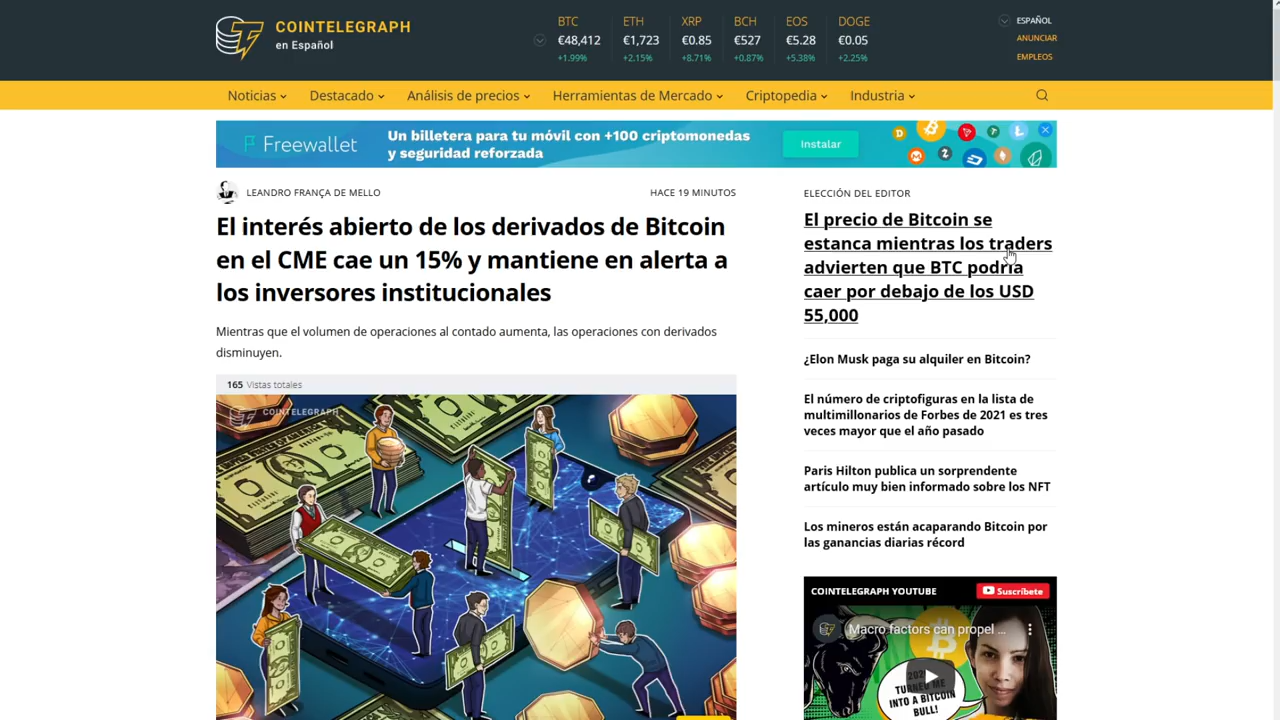 COINTELEGRAPH
en Español
BTC
€48,412
+1.99%
ETH
€1,723
+2.15%
XRP
€0.85
+8.71%
BCH
€527
+0.87%
EOS
€5.28
+5.38%
DOGE
€0.05
+2.25%
ESPAÑOL
ANUNCIAR
EMPLEOS
Noticias
Destacado
Análisis de precios
Herramientas de Mercado
Criptopedia
Industria
Freewallet
Un billetera para tu móvil con +100 criptomonedas
y seguridad reforzada
Instalar
LEANDRO FRANÇA DE MELLO
HACE 19 MINUTOS
El interés abierto de los derivados de Bitcoin
en el CME cae un 15% y mantiene en alerta a
los inversores institucionales
Mientras que el volumen de operaciones al contado aumenta, las operaciones con derivados
disminuyen.
165 Vistas totales
COINTELEGRAPH
ELECCIÓN DEL EDITOR
El precio de Bitcoin se
estanca mientras los traders
advierten que BTC podría
caer por debajo de los USD
55,000
¿Elon Musk paga su alquiler en Bitcoin?
El número de criptofiguras en la lista de
multimillonarios de Forbes de 2021 es tres
veces mayor que el año pasado
Paris Hilton publica un sorprendente
artículo muy bien informado sobre los NFT
Los mineros están acaparando Bitcoin por
las ganancias diarias récord
COINTELEGRAPH YOUTUBE
Suscríbete
Macro factors can propel ...
TURNED ME
INTO A BITCOIN
BULL!